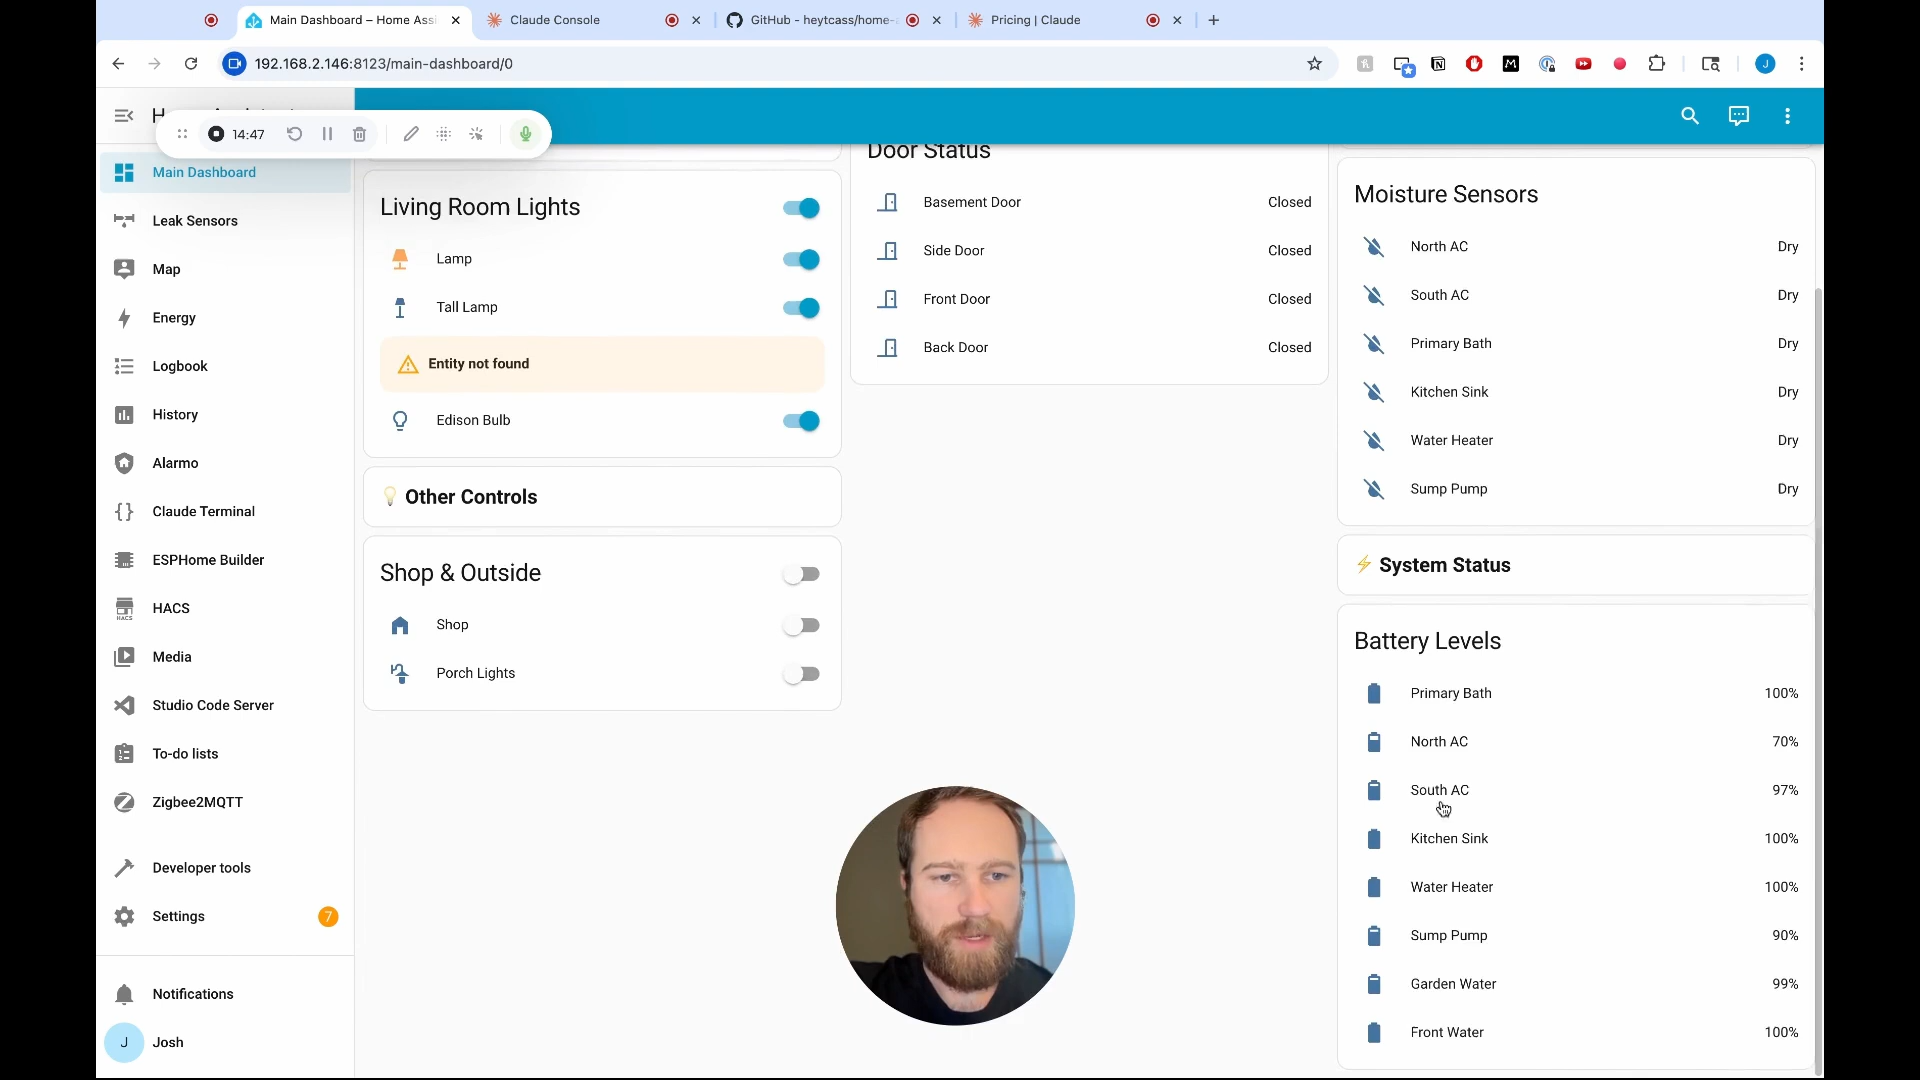 Main Dashboard – Home Assi
Claude Console
GitHub - heytcass/home-
Pricing | Claude
192.168.2.146:8123/main-dashboard/0
14:47
Main Dashboard
Leak Sensors
Map
Energy
Logbook
History
Alarmo
Claude Terminal
ESPHome Builder
HACS
HACS
Media
Studio Code Server
To-do lists
Zigbee2MQTT
Developer tools
Settings
7
Notifications
J
Josh
Living Room Lights
Lamp
Tall Lamp
Entity not found
Edison Bulb
Other Controls
Shop & Outside
Shop
Porch Lights
Door Status
Basement Door Closed
Side Door Closed
Front Door Closed
Back Door Closed
Moisture Sensors
North AC Dry
South AC Dry
Primary Bath Dry
Kitchen Sink Dry
Water Heater Dry
Sump Pump Dry
System Status
Battery Levels
Primary Bath 100%
North AC 70%
South AC 97%
Kitchen Sink 100%
Water Heater 100%
Sump Pump 90%
Garden Water 99%
Front Water 100%